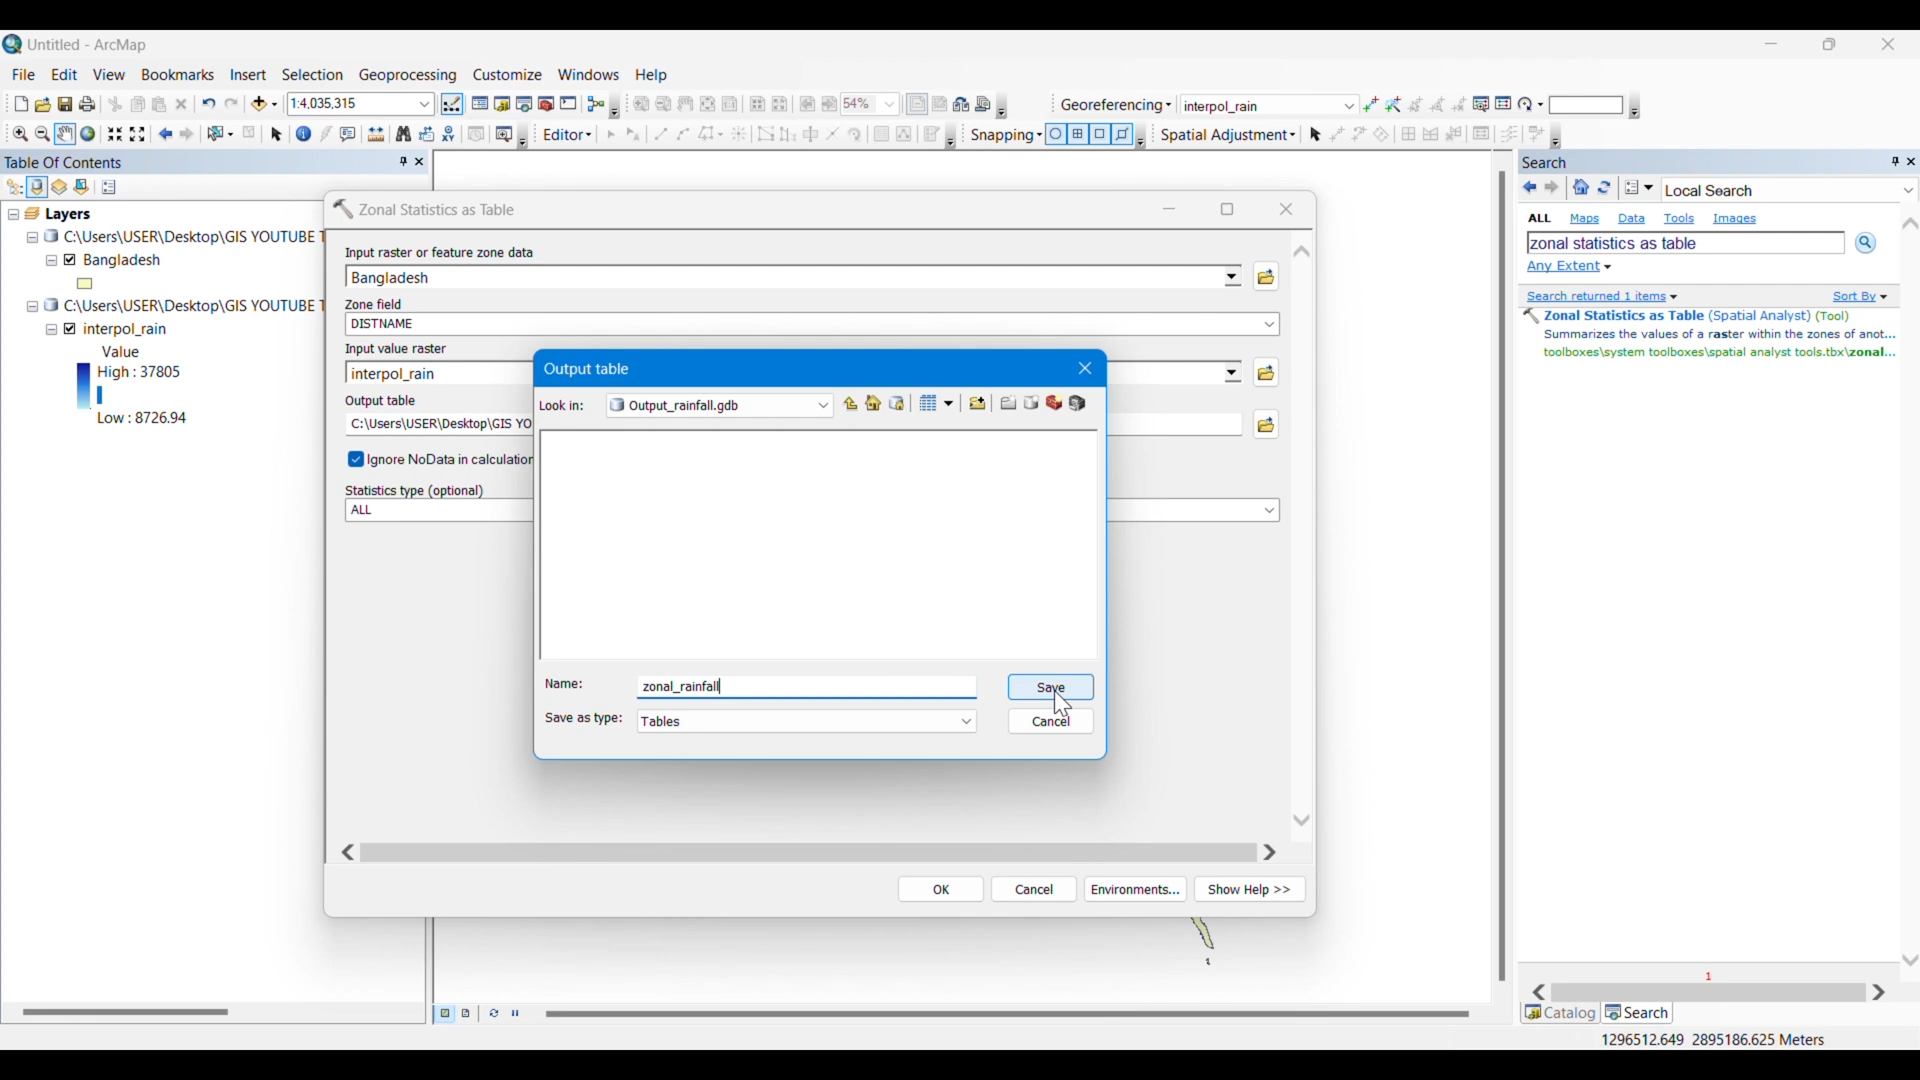 Untitled - ArcMap
File Edit View Bookmarks Insert Selection Geoprocessing Customize Windows Help
1:4,035,315 54% Georeferencing interpol_rain
Editor Snapping Spatial Adjustment
Table Of Contents
Layers
C:\Users\USER\Desktop\GIS YOUTUBE T
Bangladesh
C:\Users\USER\Desktop\GIS YOUTUBE T
interpol_rain
Value
High : 37805
Low : 8726.94
Zonal Statistics as Table
Input raster or feature zone data
Bangladesh
Zone field
DISTNAME
Input value raster
interpol_rain
Output table
C:\Users\USER\Desktop\GIS YO
Ignore NoData in calculation
Statistics type (optional)
ALL
Output table
Look in: Output_rainfall.gdb
Name: zonal_rainfall
Save
Save as type: Tables
Cancel
OK Cancel Environments... Show Help >>
Search
Local Search
ALL Maps Data Tools Images
zonal statistics as table
Any Extent
Search returned 1 items Sort By
Zonal Statistics as Table (Spatial Analyst) (Tool)
Summarizes the values of a raster within the zones of anot...
toolboxes\system toolboxes\spatial analyst tools.tbx\zonal...
1
Catalog Search
1296512.649 2895186.625 Meters